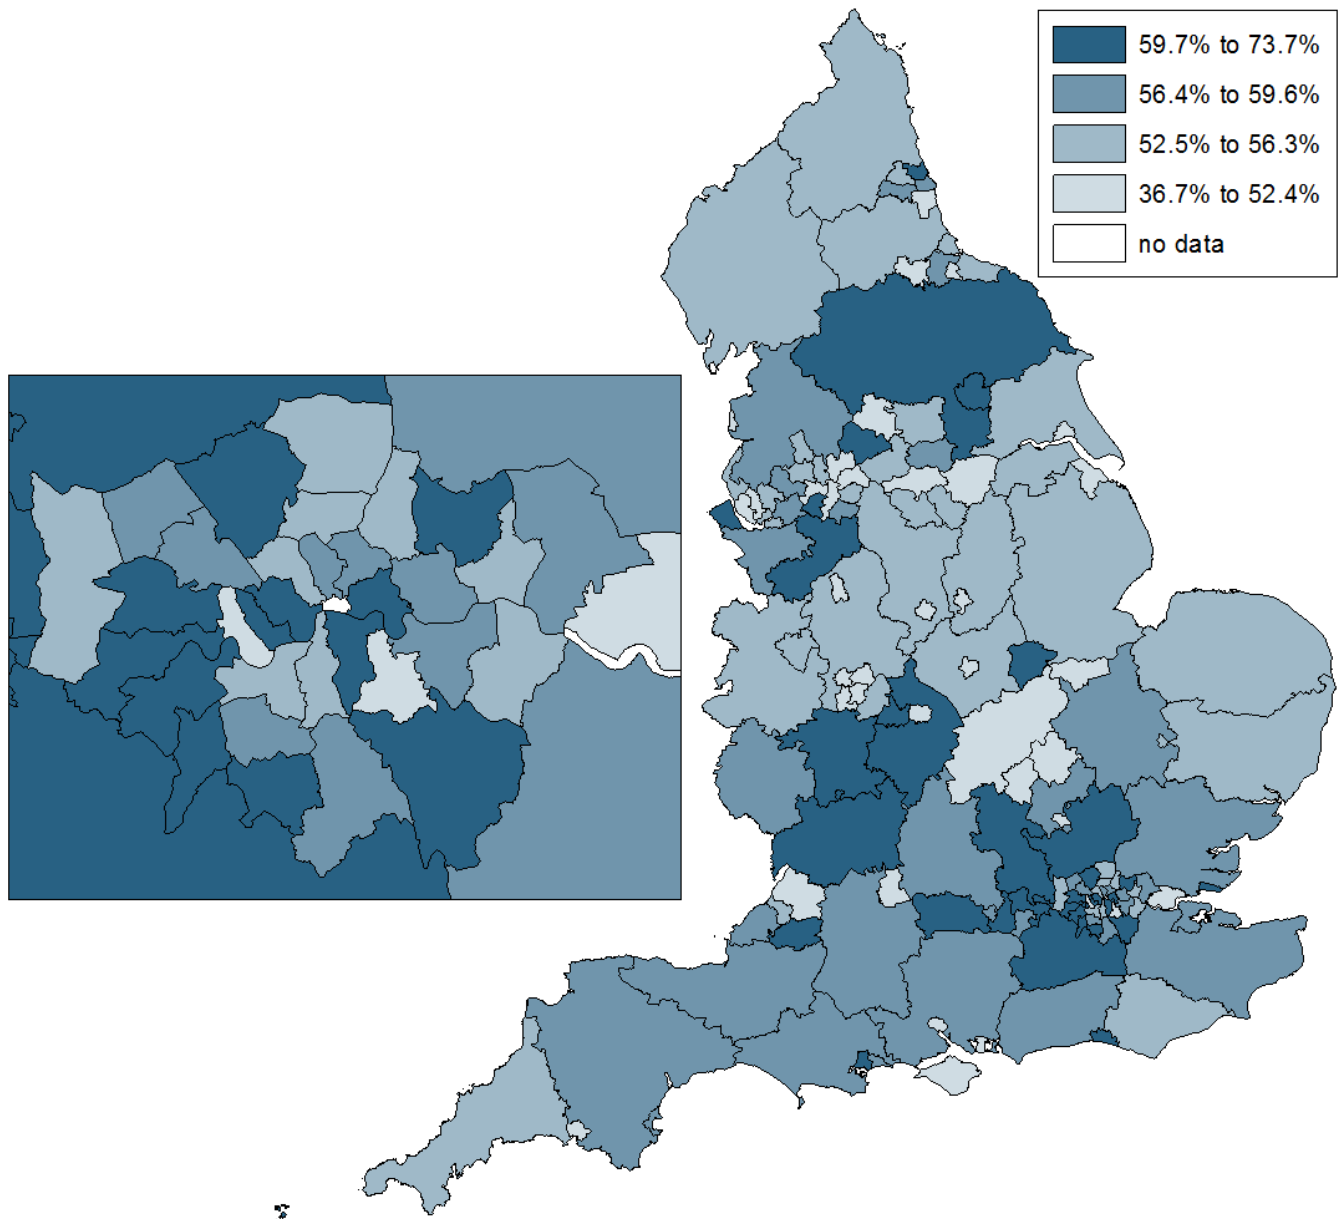 59.7% to 73.7%
56.4% to 59.6%
52.5% to 56.3%
36.7% to 52.4%
no data